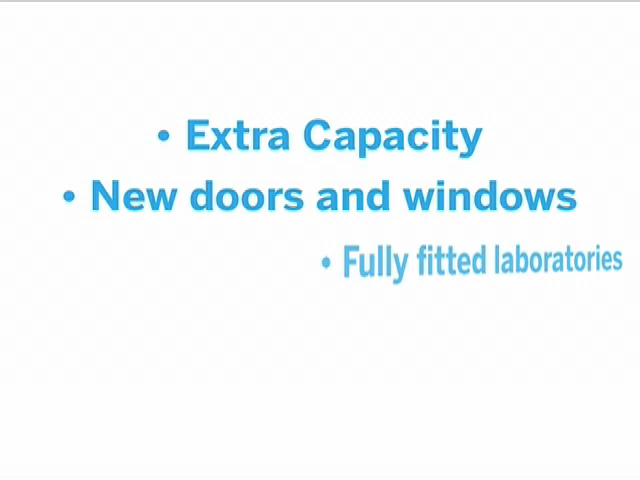 • Extra Capacity
• New doors and windows
• Fully fitted laboratories